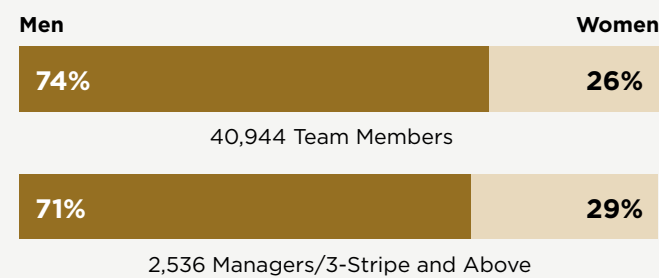 Men Women
74% 26%
40,944 Team Members
71% 29%
2,536 Managers/3-Stripe and Above